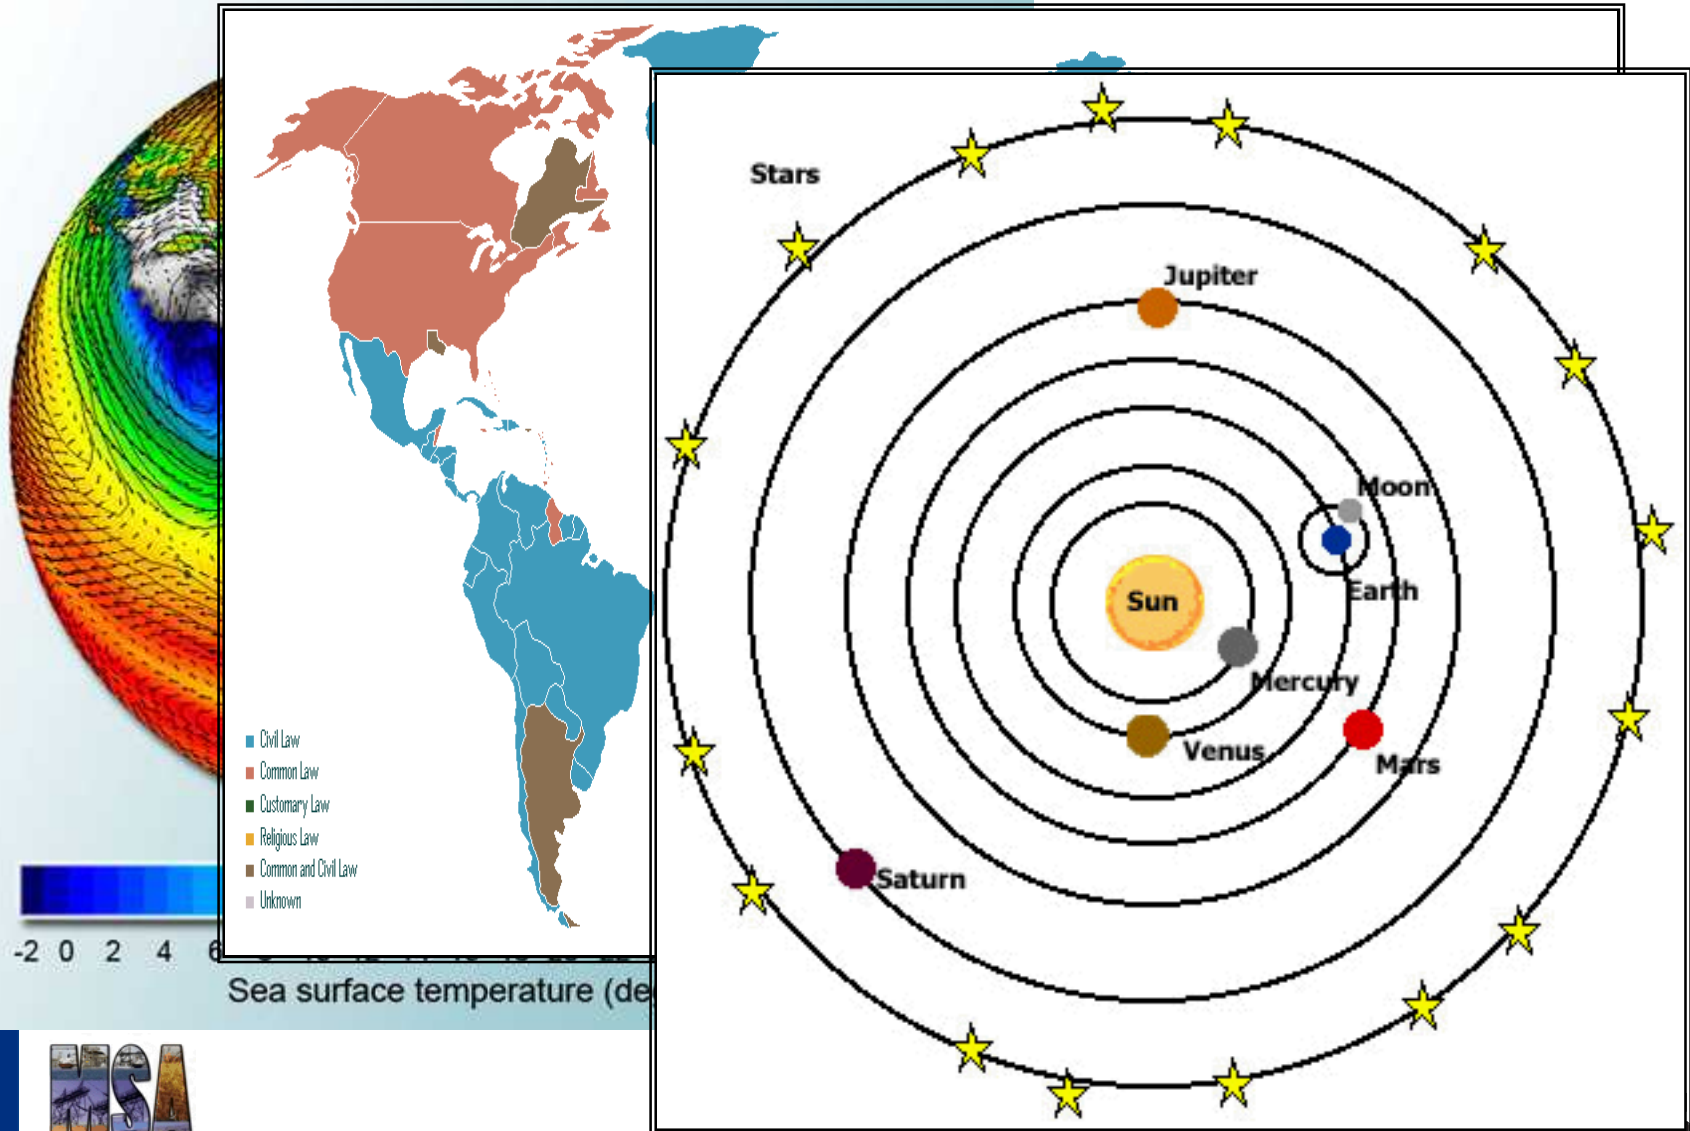 Stars
Jupiter
Moon
Earth
Sun
Mercury
Venus
Mars
Saturn
Civil Law
Common Law
Customary Law
Religious Law
Common and Civil Law
Unknown
-2 0 2 4 6
Sea surface temperature (de
MSA